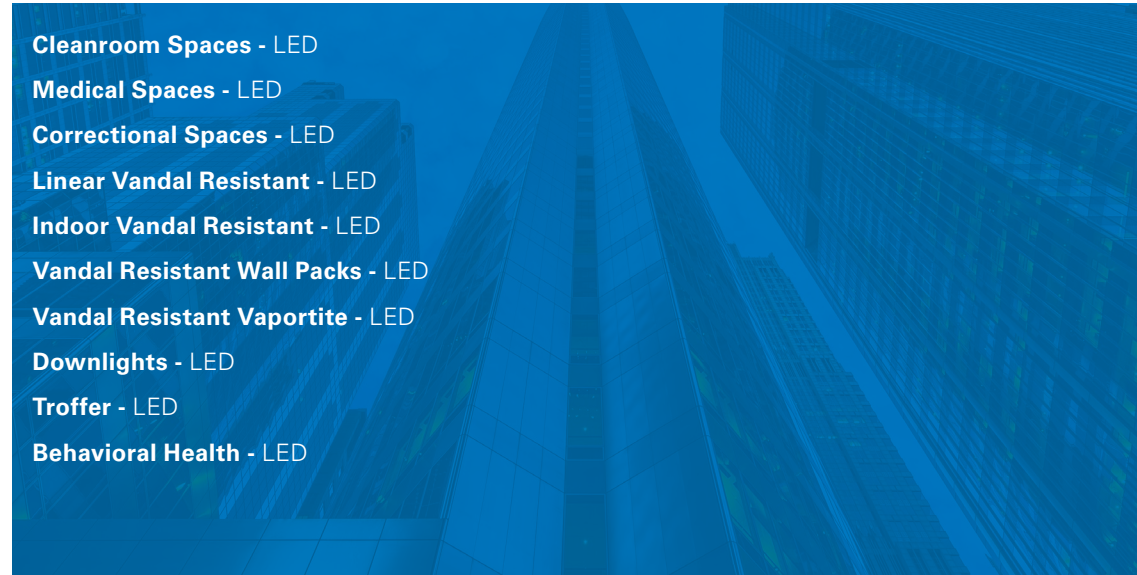 Cleanroom Spaces - LED
Medical Spaces - LED
Correctional Spaces - LED
Linear Vandal Resistant - LED
Indoor Vandal Resistant - LED
Vandal Resistant Wall Packs - LED
Vandal Resistant Vaportite - LED
Downlights - LED
Troffer - LED
Behavioral Health - LED